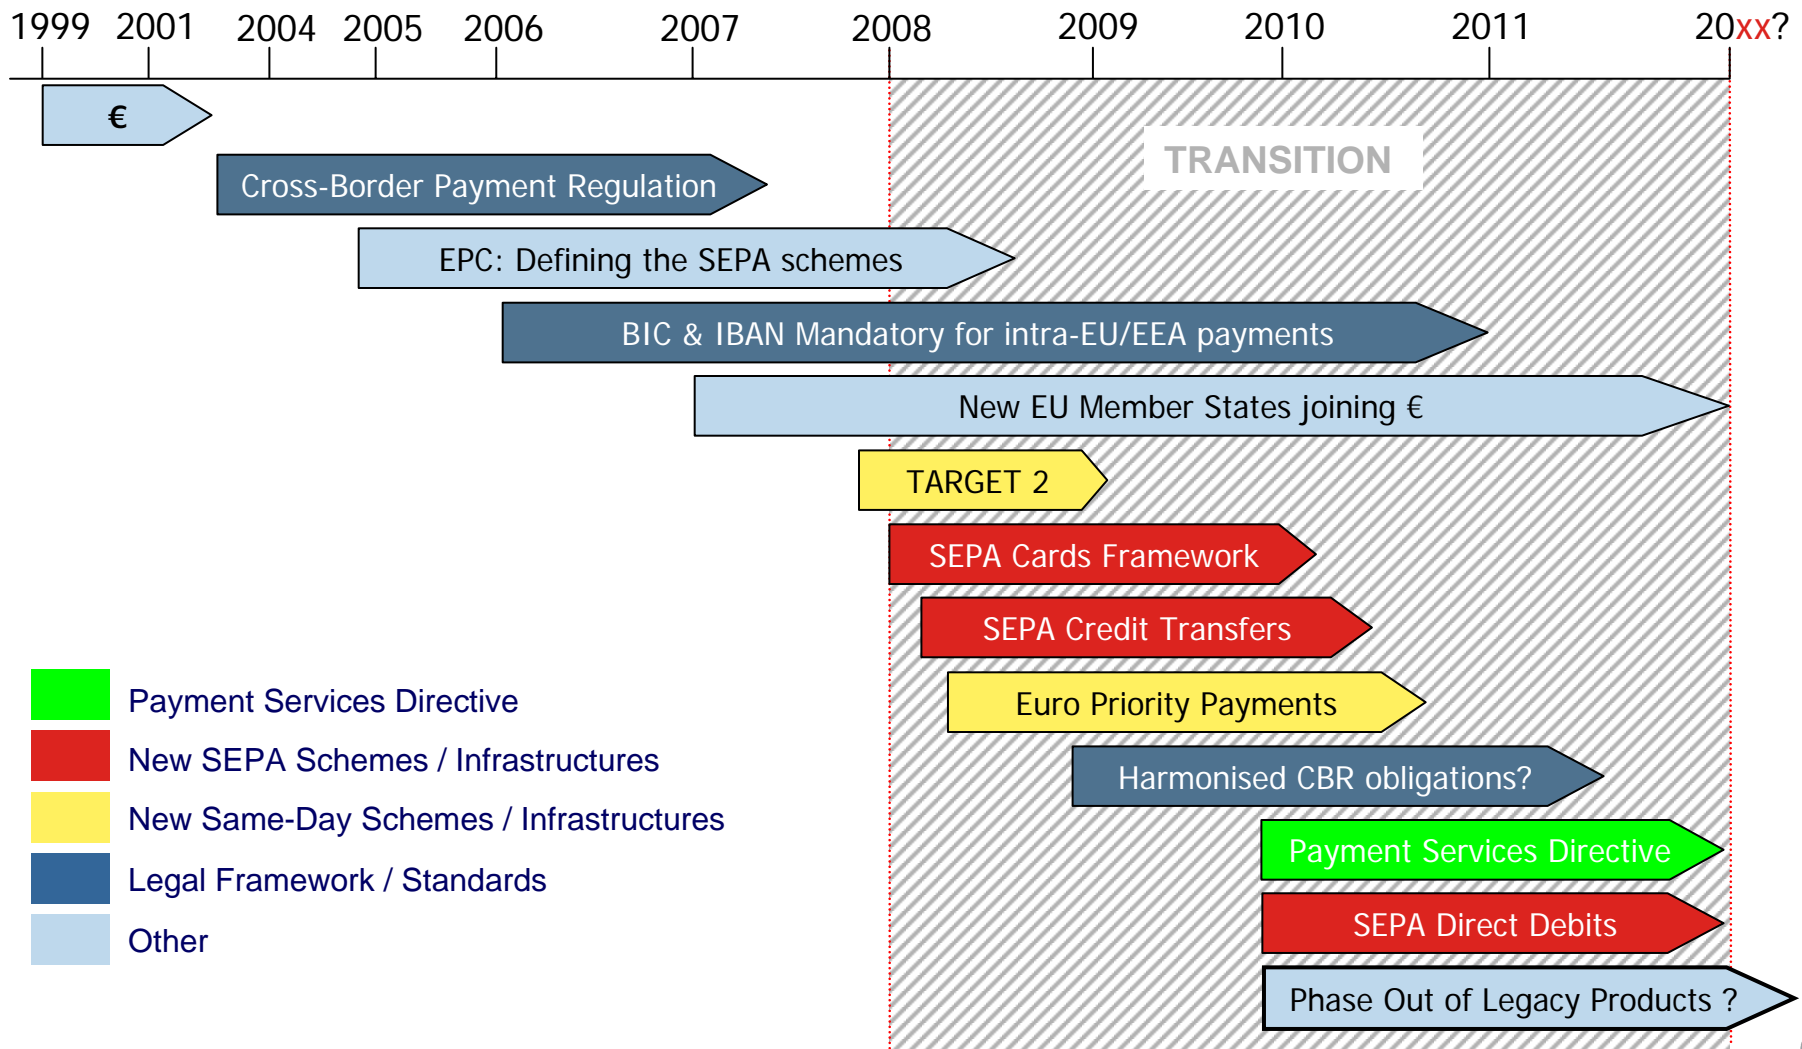 1999 2001 2004 2005 2006 2007 2008 2009 2010 2011 20xx?
€
TRANSITION
Cross-Border Payment Regulation
EPC: Defining the SEPA schemes
BIC & IBAN Mandatory for intra-EU/EEA payments
New EU Member States joining €
TARGET 2
SEPA Cards Framework
SEPA Credit Transfers
Euro Priority Payments
Harmonised CBR obligations?
Payment Services Directive
SEPA Direct Debits
Phase Out of Legacy Products ?
Payment Services Directive
New SEPA Schemes / Infrastructures
New Same-Day Schemes / Infrastructures
Legal Framework / Standards
Other